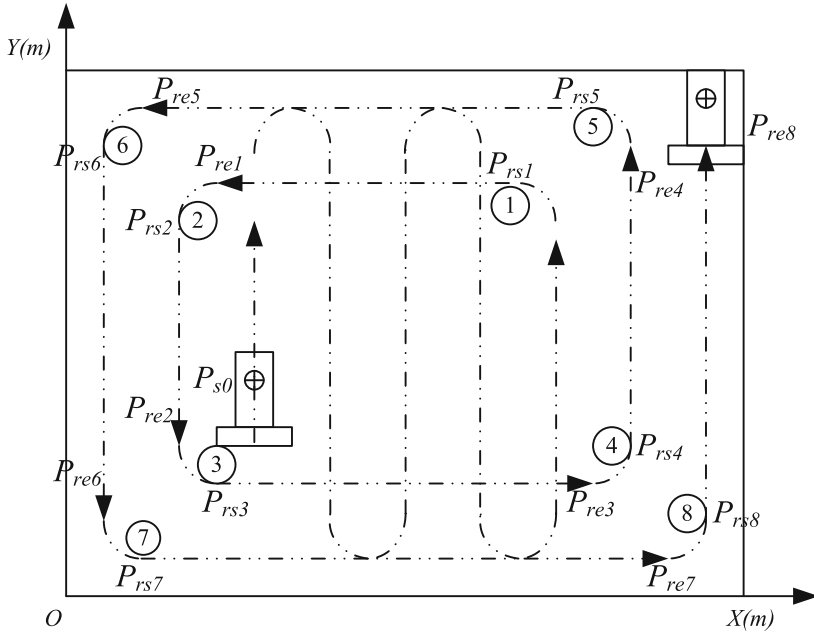 Y(m)
P_re5
P_rs5
P_re8
6
5
P_rs6
P_re1
P_rs1
P_re4
2
1
P_rs2
P_s0
P_re2
3
4
P_rs4
P_re6
P_rs3
P_re3
8
P_rs8
7
P_rs7
P_re7
O
X(m)